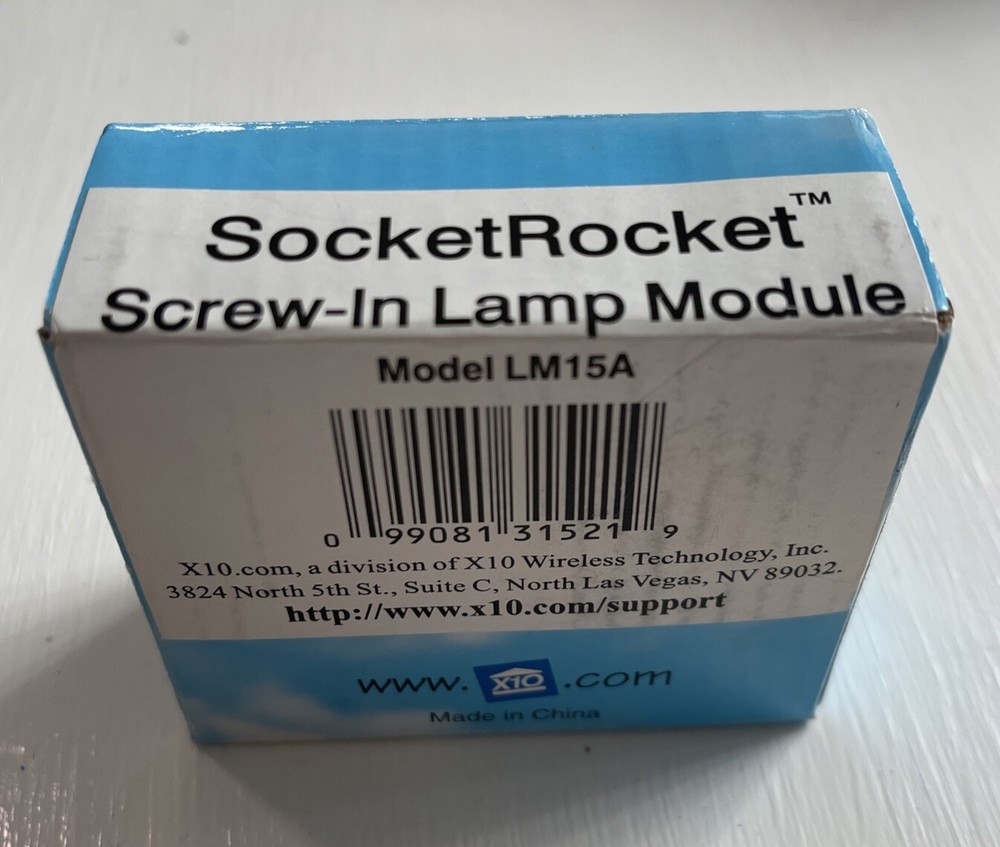 SocketRocket™
Screw-In Lamp Module
Model LM15A
0 99081 31521 9
X10.com, a division of X10 Wireless Technology, Inc.
3824 North 5th St., Suite C, North Las Vegas, NV 89032.
http://www.x10.com/support
www.X10.com
Made in China